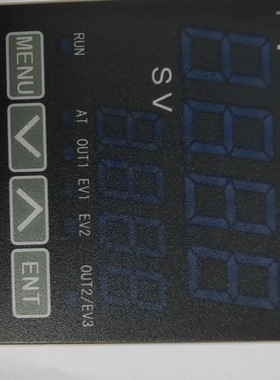 SV
RUN AT OUT1 EV1 EV2 OUT2/EV3
MENU ENT